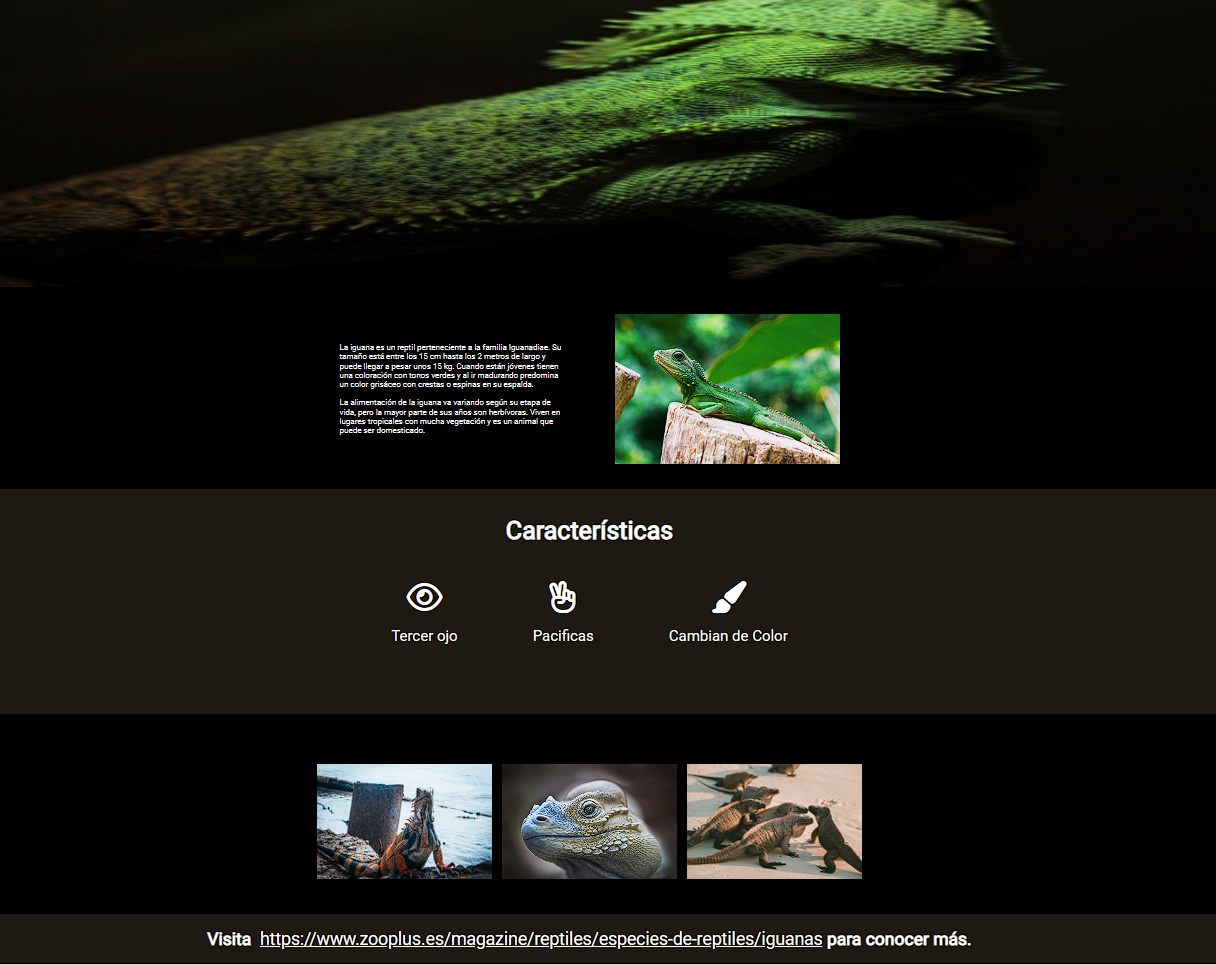 La iguana es un reptil perteneciente a la familia Iguanadiae. Su
tamaño está entre los 15 cm hasta los 2 metros de largo y
puede llegar a pesar unos 15 kg. Cuando están jóvenes tienen
una coloración con tonos verdes y al ir madurando predomina
un color grisáceo con crestas o espinas en su espalda.
La alimentación de la iguana va variando según su etapa de
vida, pero la mayor parte de sus años son herbívoras. Viven en
lugares tropicales con mucha vegetación y es un animal que
puede ser domesticado.
Características
Tercer ojo
Pacificas
Cambian de Color
Visita https://www.zooplus.es/magazine/reptiles/especies-de-reptiles/iguanas para conocer más.